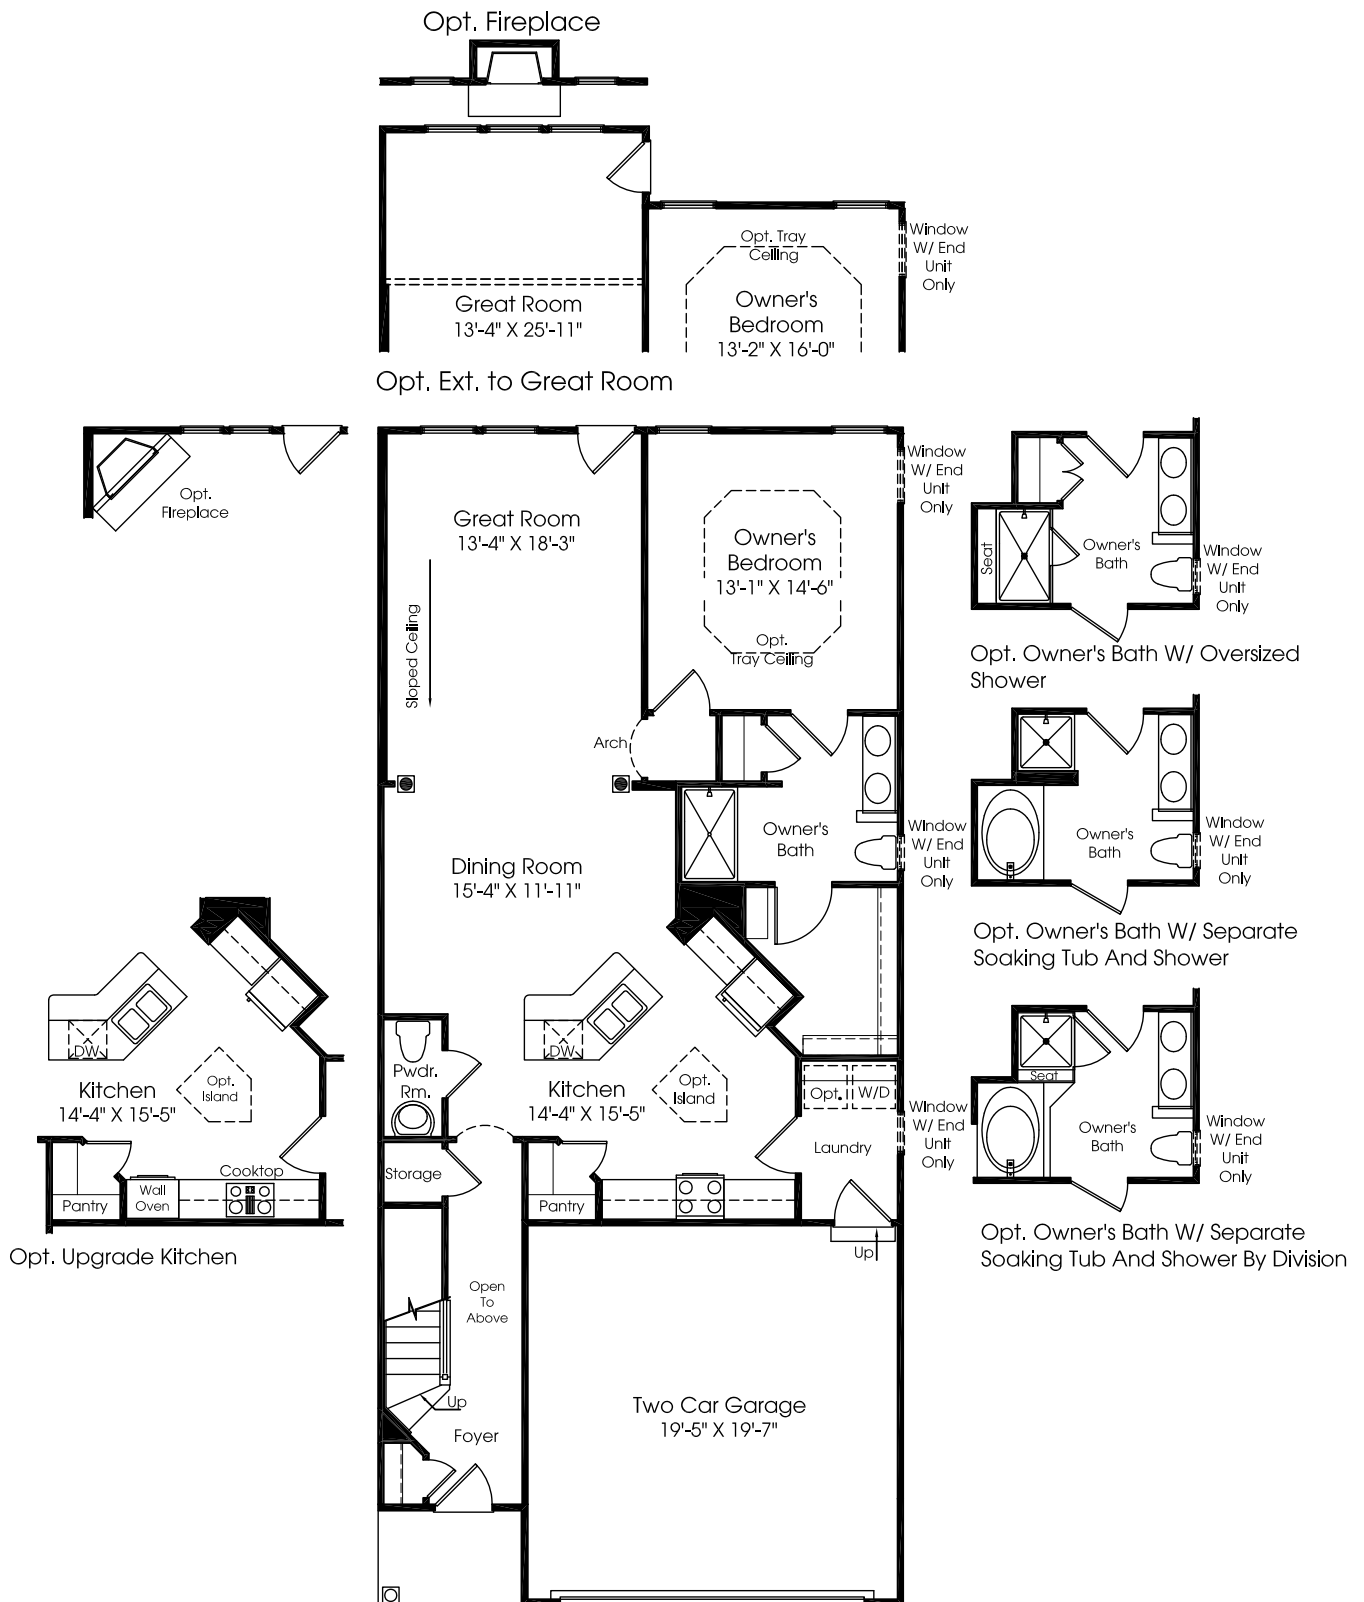 Opt. Fireplace
Opt. Tray
Ceiling
Window
W/ End
Unit
Only
Great Room
13'-4" X 25'-11"
Owner's
Bedroom
13'-2" X 16'-0"
Opt. Ext. to Great Room
Opt.
Fireplace
Great Room
13'-4" X 18'-3"
Sloped Ceiling
Owner's
Bedroom
13'-1" X 14'-6"
Opt.
Tray Ceiling
Window
W/ End
Unit
Only
Arch
Owner's
Bath
Window
W/ End
Unit
Only
Dining Room
15'-4" X 11'-11"
Seat
Owner's
Bath
Window
W/ End
Unit
Only
Opt. Owner's Bath W/ Oversized
Shower
Owner's
Bath
Window
W/ End
Unit
Only
Opt. Owner's Bath W/ Separate
Soaking Tub And Shower
Seat
Owner's
Bath
Window
W/ End
Unit
Only
Opt. Owner's Bath W/ Separate
Soaking Tub And Shower By Division
DW
Kitchen
14'-4" X 15'-5"
Opt.
Island
Cooktop
Pantry
Wall
Oven
Opt. Upgrade Kitchen
Pwdr.
Rm.
DW
Kitchen
14'-4" X 15'-5"
Opt.
Island
Opt.
W/D
Laundry
Window
W/ End
Unit
Only
Storage
Pantry
Up
Open
To
Above
Up
Foyer
Two Car Garage
19'-5" X 19'-7"